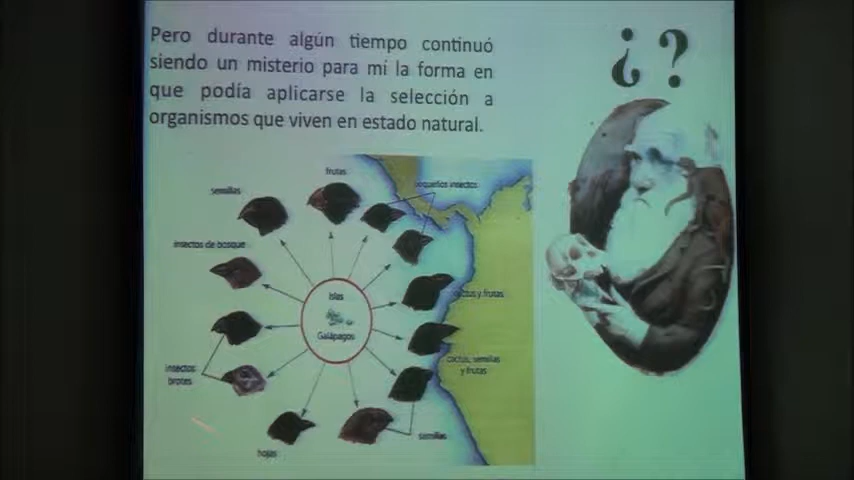 Pero durante algún tiempo continuó
siendo un misterio para mí la forma en
que podía aplicarse la selección a
organismos que viven en estado natural.
¿ ?
frutas
pequeños insectos
semillas
insectos de bosque
cactus y frutas
Islas
Galápagos
cactus, semillas
y frutas
insectos
brotes
semillas
hojas